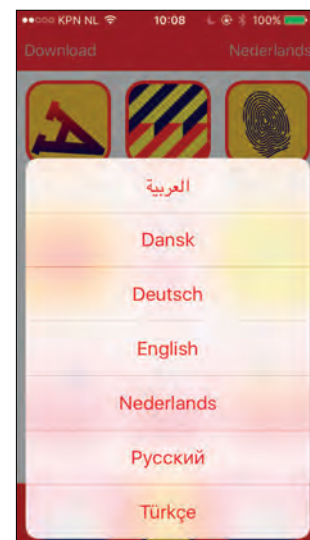 KPN NL 10:08 100%
Download Nederlands
A
العربية
Dansk
Deutsch
English
Nederlands
Русский
Türkçe